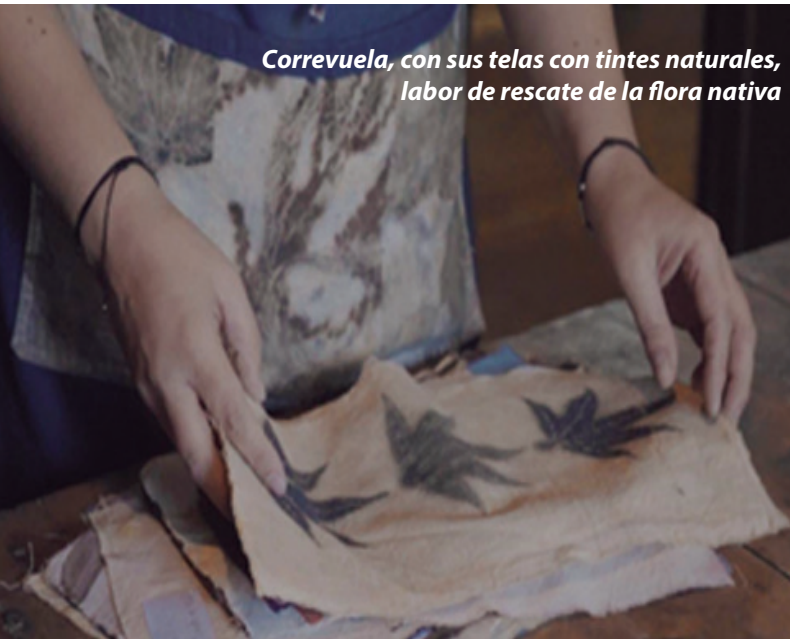 Correvuela, con sus telas con tintes naturales,
labor de rescate de la flora nativa